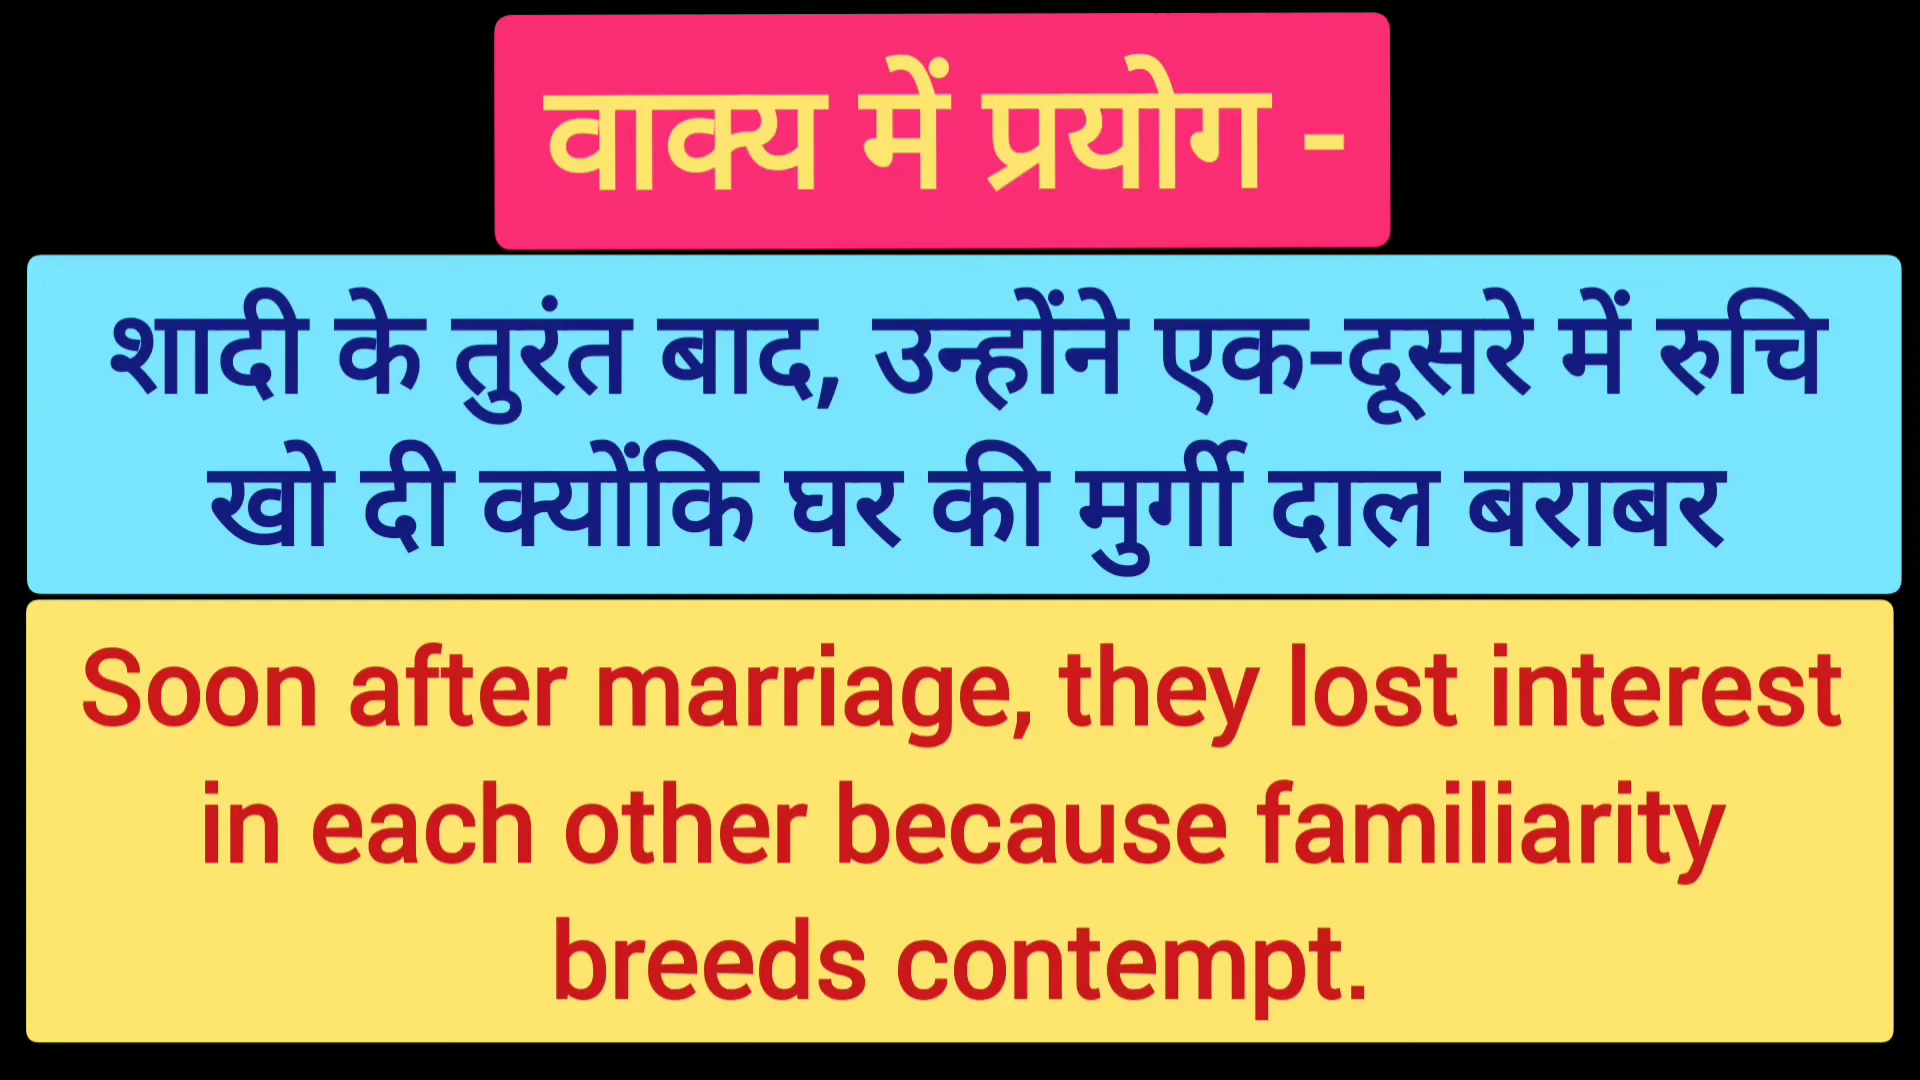 वाक्य में प्रयोग -
शादी के तुरंत बाद, उन्होंने एक-दूसरे में रुचि
खो दी क्योंकि घर की मुर्गी दाल बराबर
Soon after marriage, they lost interest
in each other because familiarity
breeds contempt.